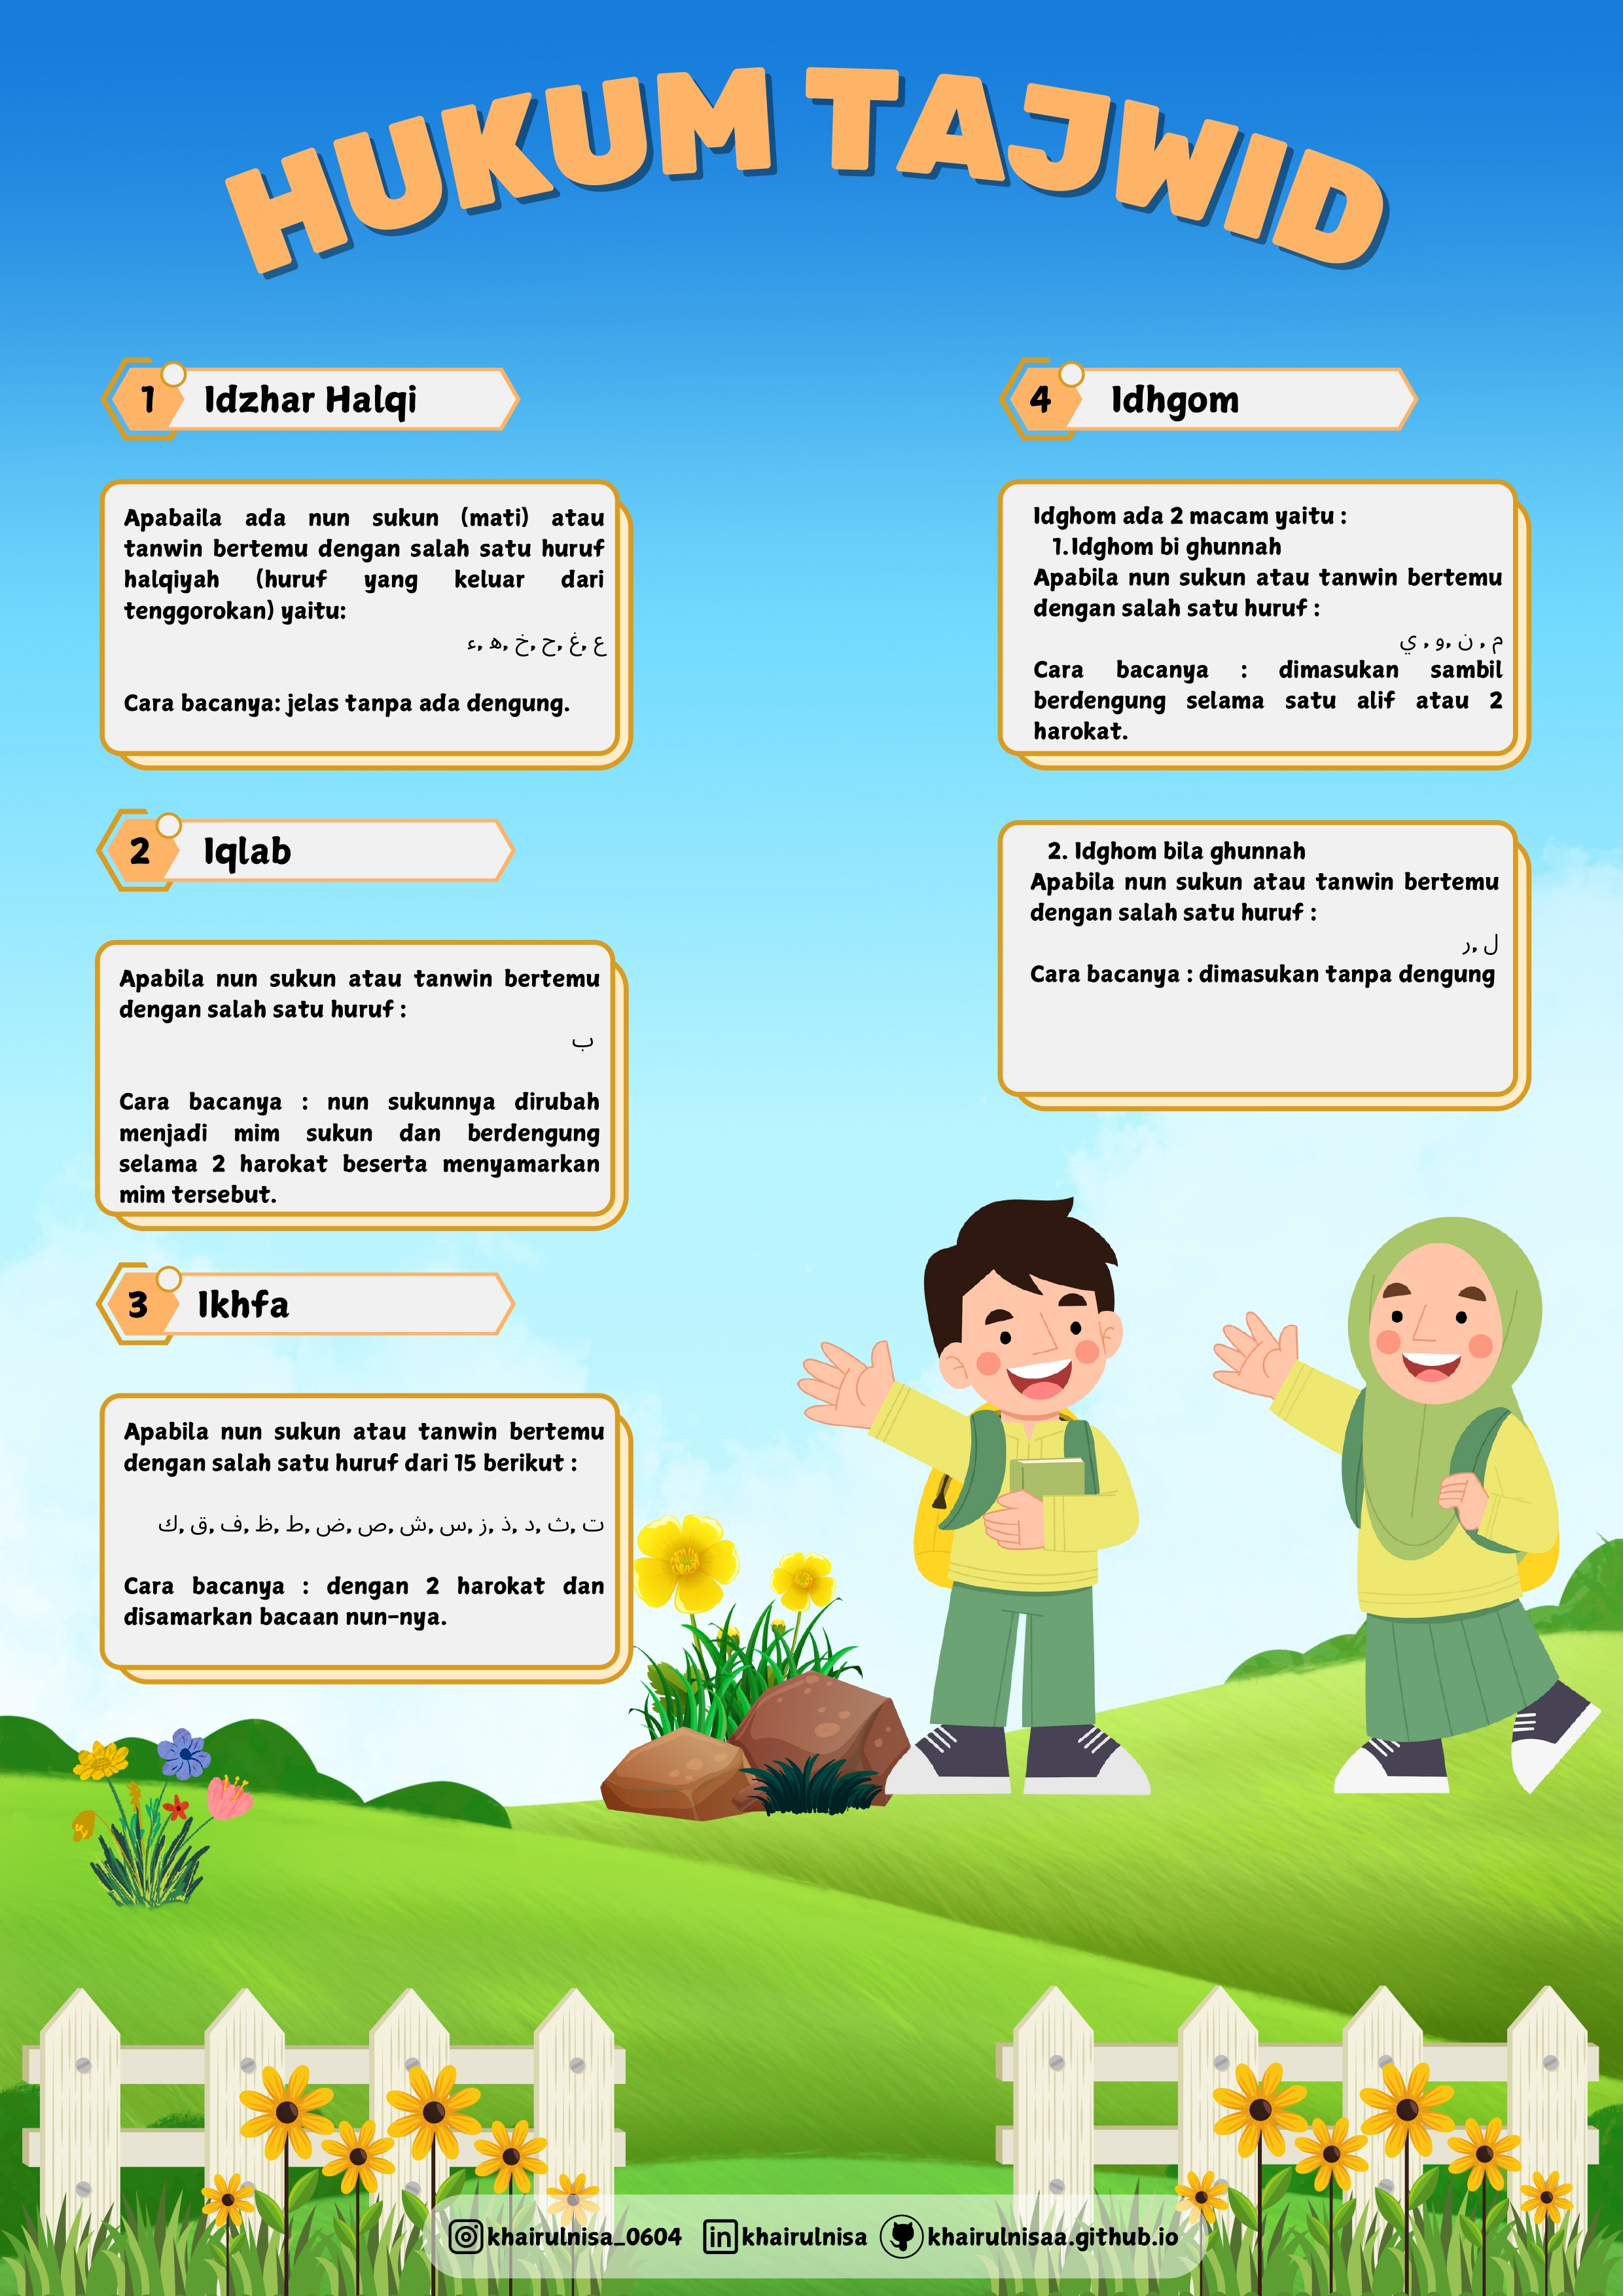 HUKUM TAJWID
1 Idzhar Halqi
Apabaila ada nun sukun (mati) atau
tanwin bertemu dengan salah satu huruf
halqiyah (huruf yang keluar dari
tenggorokan) yaitu:
ع ,غ ,ح ,خ ,ه ,ء
Cara bacanya: jelas tanpa ada dengung.
2 Iqlab
Apabila nun sukun atau tanwin bertemu
dengan salah satu huruf :
ب
Cara bacanya : nun sukunnya dirubah
menjadi mim sukun dan berdengung
selama 2 harokat beserta menyamarkan
mim tersebut.
3 Ikhfa
Apabila nun sukun atau tanwin bertemu
dengan salah satu huruf dari 15 berikut :
ت ,ث ,د ,ذ ,ز ,س ,ش ,ص ,ض ,ط ,ظ ,ف ,ق ,ك
Cara bacanya : dengan 2 harokat dan
disamarkan bacaan nun-nya.
4 Idhgom
Idghom ada 2 macam yaitu :
1.Idghom bi ghunnah
Apabila nun sukun atau tanwin bertemu
dengan salah satu huruf :
م , ن ,و , ي
Cara bacanya : dimasukan sambil
berdengung selama satu alif atau 2
harokat.
2. Idghom bila ghunnah
Apabila nun sukun atau tanwin bertemu
dengan salah satu huruf :
ل ,ر
Cara bacanya : dimasukan tanpa dengung
khairulnisa_0604 in khairulnisa khairulnisaa.github.io